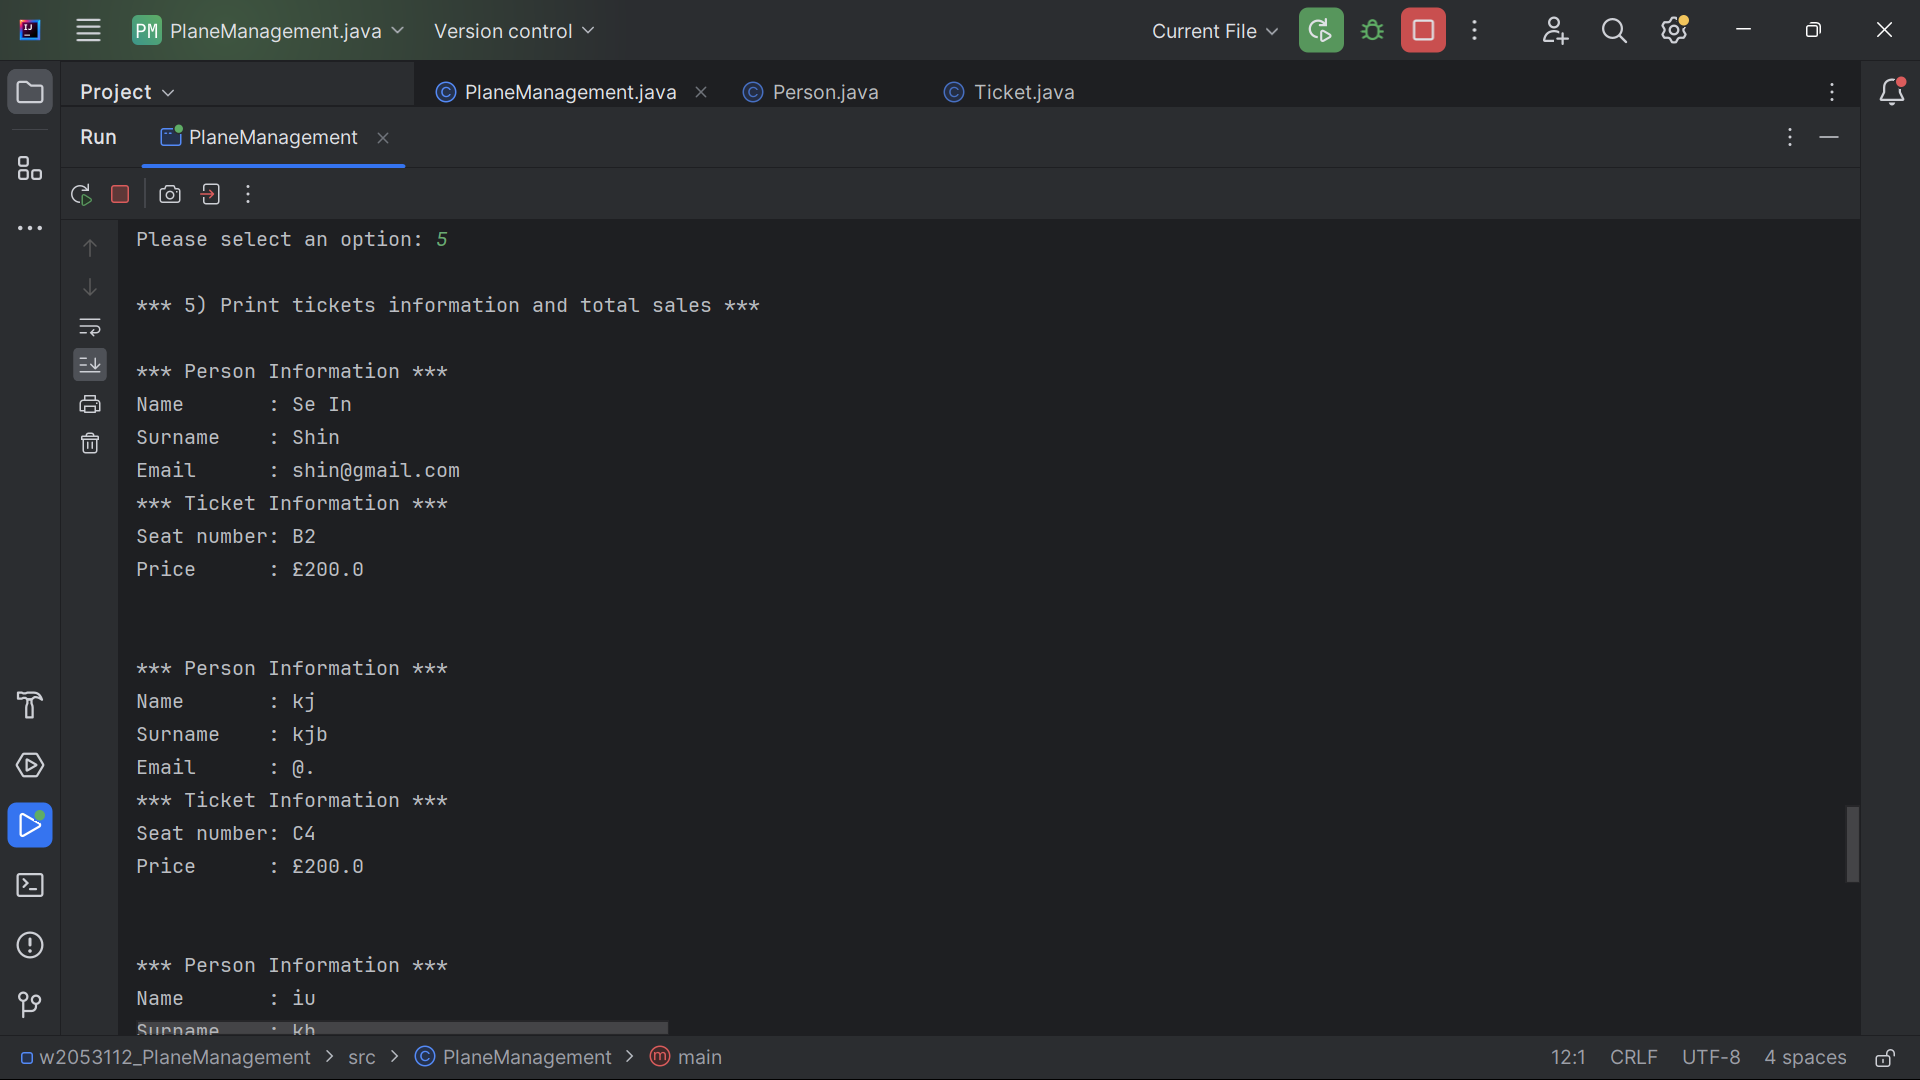 PM PlaneManagement.java Version control Current File
Project PlaneManagement.java Person.java Ticket.java
Run PlaneManagement
Please select an option: 5
*** 5) Print tickets information and total sales ***
*** Person Information ***
Name : Se In
Surname : Shin
Email : shin@gmail.com
*** Ticket Information ***
Seat number: B2
Price : £200.0
*** Person Information ***
Name : kj
Surname : kjb
Email : @.
*** Ticket Information ***
Seat number: C4
Price : £200.0
*** Person Information ***
Name : iu
Surname : kh
w2053112_PlaneManagement > src > PlaneManagement > main 12:1 CRLF UTF-8 4 spaces